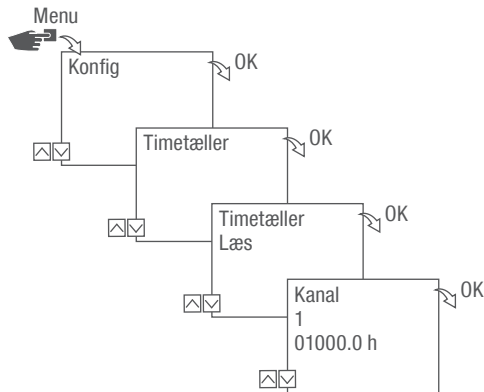 Menu
Konfig
OK
Timetæller
OK
Timetæller
Læs
OK
Kanal
1
01000.0 h
OK